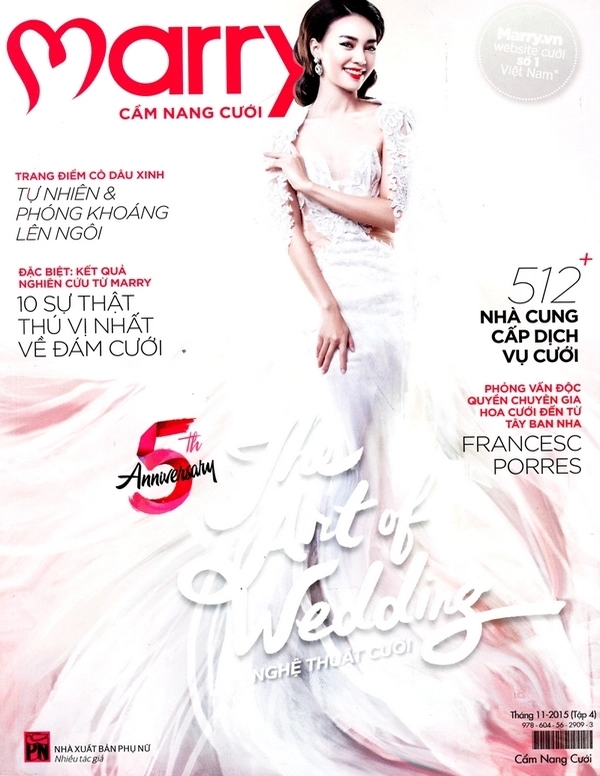 marry
CẨM NANG CƯỚI
Marry.vn
website cưới
số 1
Việt Nam*
TRANG ĐIỂM CÔ DÂU XINH
TỰ NHIÊN &
PHÓNG KHOÁNG
LÊN NGÔI
ĐẶC BIỆT: KẾT QUẢ
NGHIÊN CỨU TỪ MARRY
10 SỰ THẬT
THÚ VỊ NHẤT
VỀ ĐÁM CƯỚI
512+
NHÀ CUNG
CẤP DỊCH
VỤ CƯỚI
PHỎNG VẤN ĐỘC
QUYỀN CHUYÊN GIA
HOA CƯỚI ĐẾN TỪ
TÂY BAN NHA
FRANCESC
PORRES
5th
Anniversary
The
Art of
Wedding
NGHỆ THUẬT CƯỚI
PN
NHÀ XUẤT BẢN PHỤ NỮ
Nhiều tác giả
Tháng 11-2015 (Tập 4)
978 - 604 - 56 - 2909 - 3
Cẩm Nang Cưới